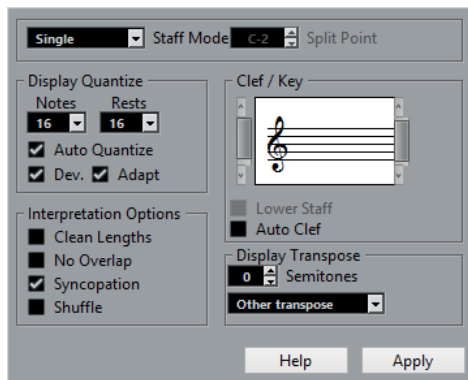 Single Staff Mode C-2 Split Point
Display Quantize
Notes Rests
16 16
Auto Quantize
Dev. Adapt
Interpretation Options
Clean Lengths
No Overlap
Syncopation
Shuffle
Clef / Key
Lower Staff
Auto Clef
Display Transpose
0 Semitones
Other transpose
Help Apply